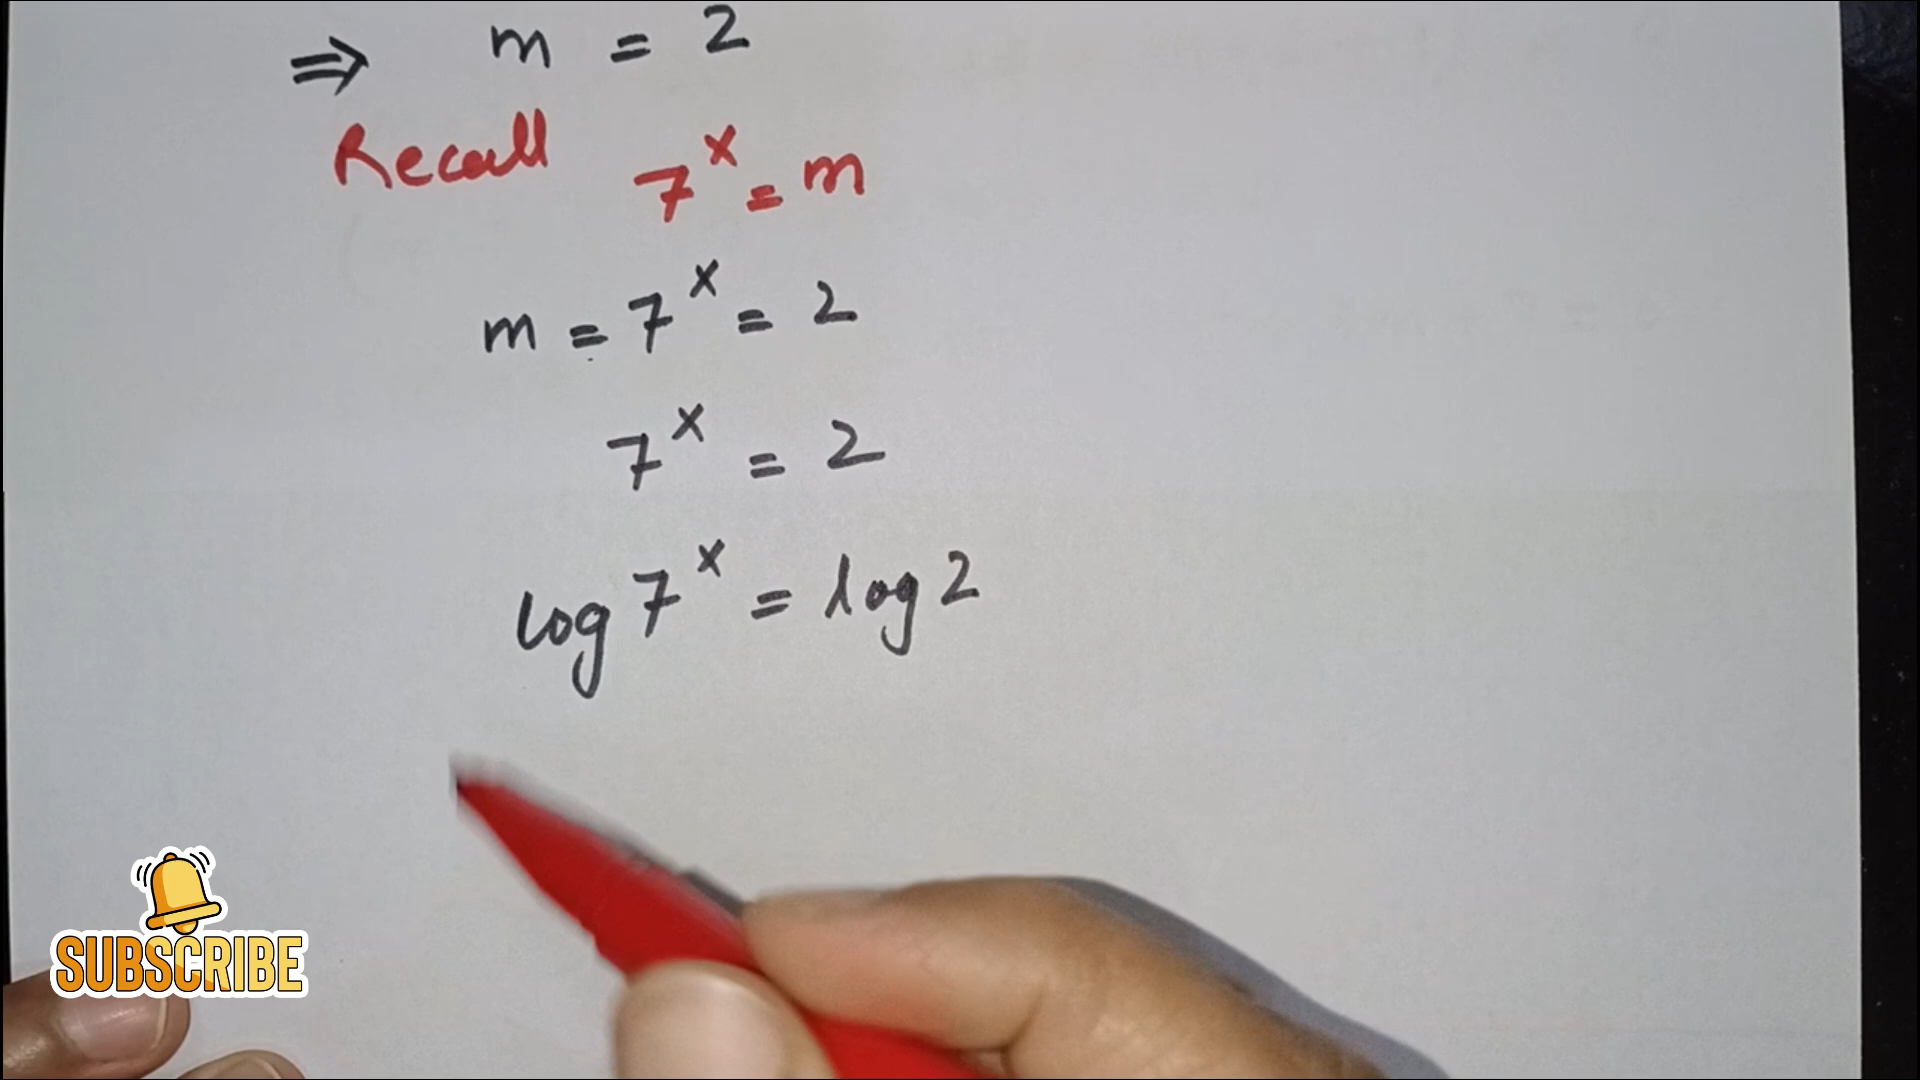 ⇒ m = 2
Recall 7^x = m
m = 7^x = 2
7^x = 2
log 7^x = log 2
SUBSCRIBE